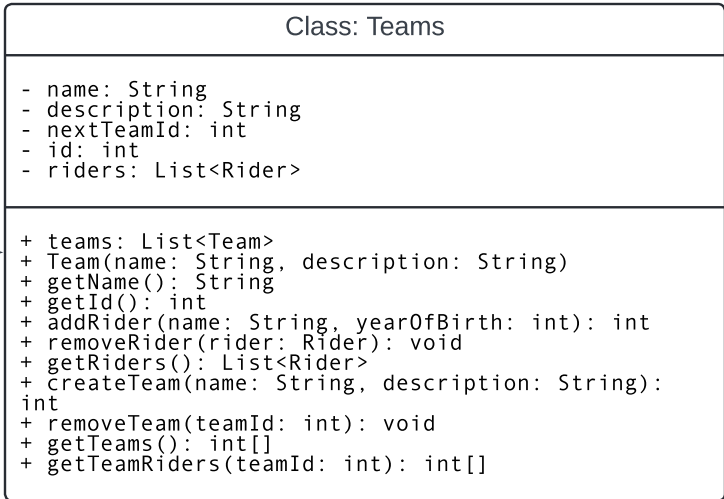 Class: Teams
- name: String
- description: String
- nextTeamId: int
- id: int
- riders: List<Rider>
+ teams: List<Team>
+ Team(name: String, description: String)
+ getName(): String
+ getId(): int
+ addRider(name: String, yearOfBirth: int): int
+ removeRider(rider: Rider): void
+ getRiders(): List<Rider>
+ createTeam(name: String, description: String):
int
+ removeTeam(teamId: int): void
+ getTeams(): int[]
+ getTeamRiders(teamId: int): int[]